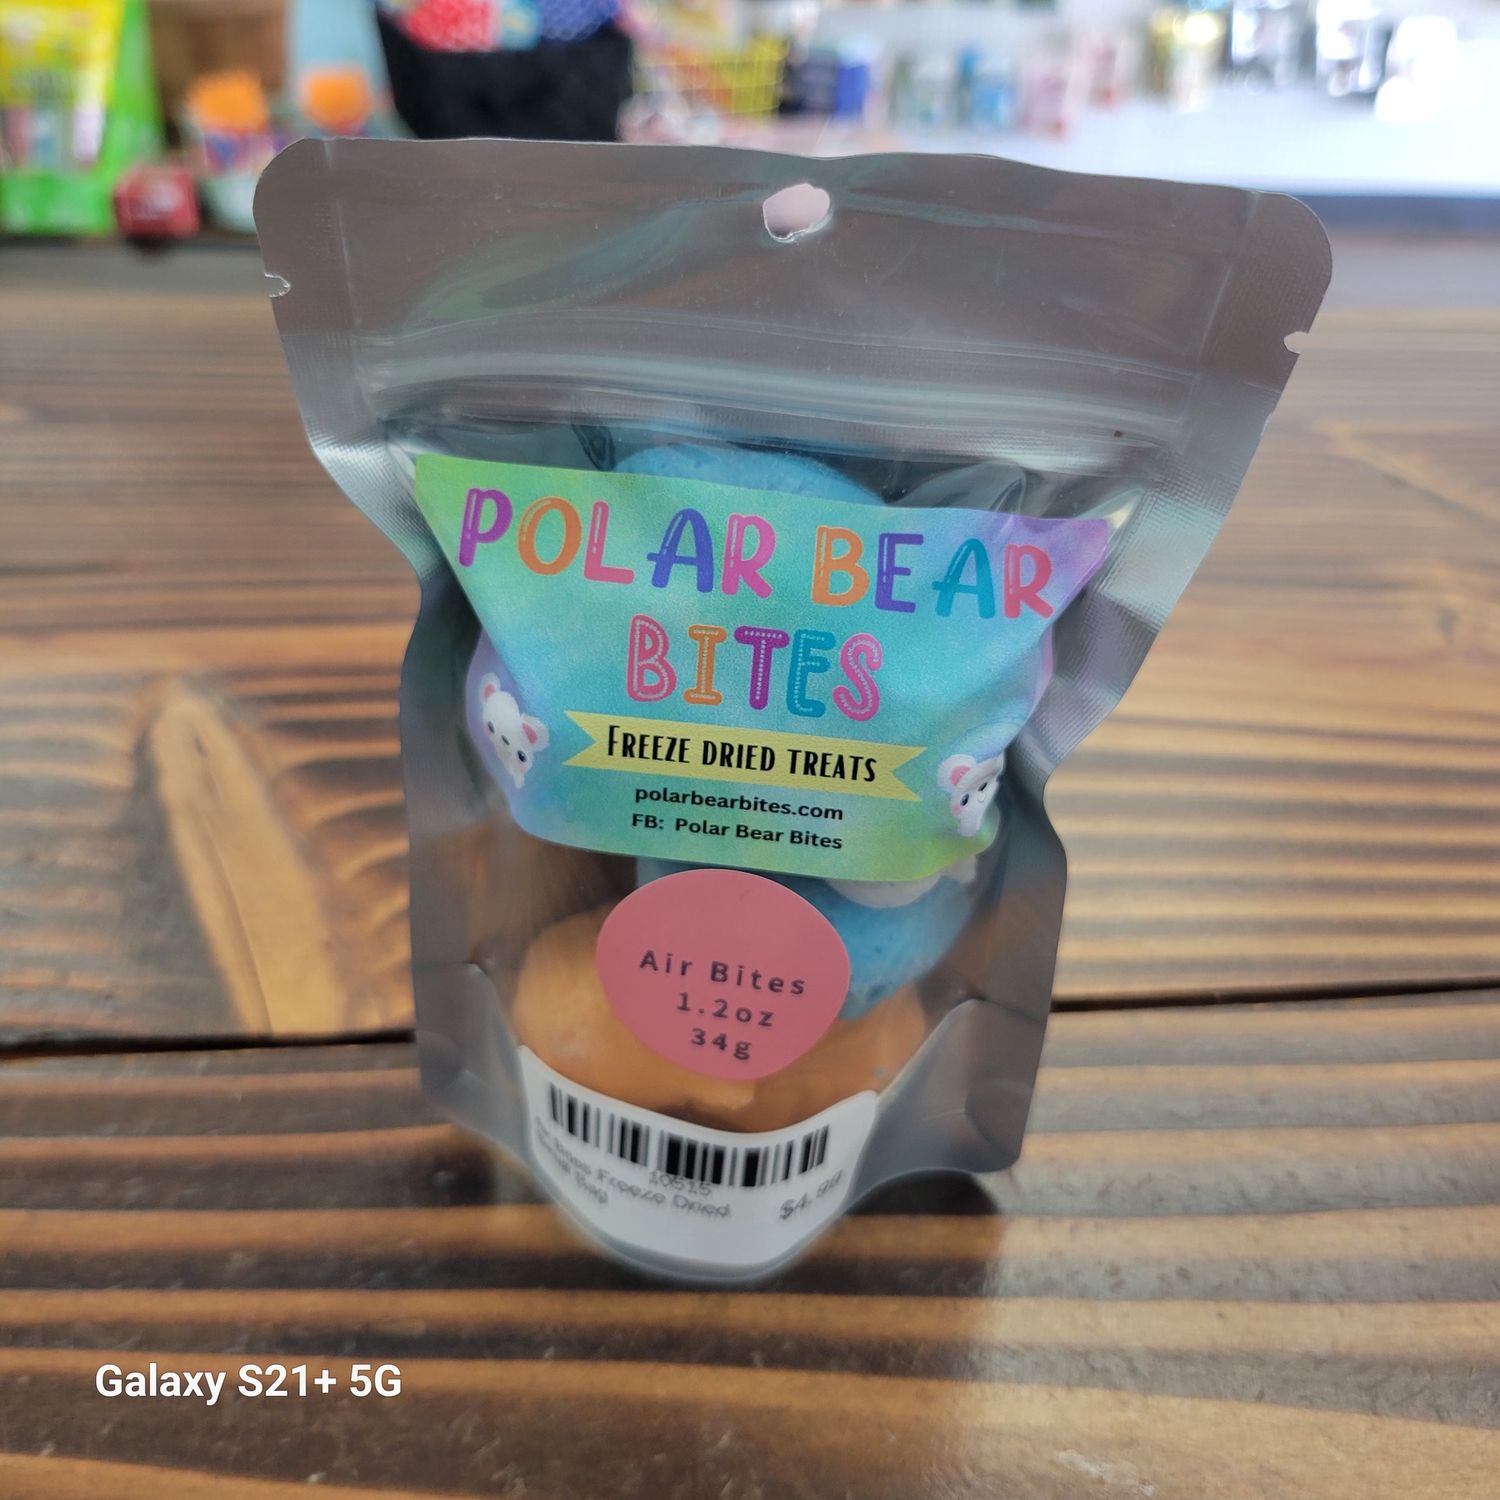 POLAR BEAR
BITES
FREEZE DRIED TREATS
polarbearbites.com
FB: Polar Bear Bites
Air Bites
1.2oz
34g
10515
Freeze Dried
Bag
$4.99
Galaxy S21+ 5G